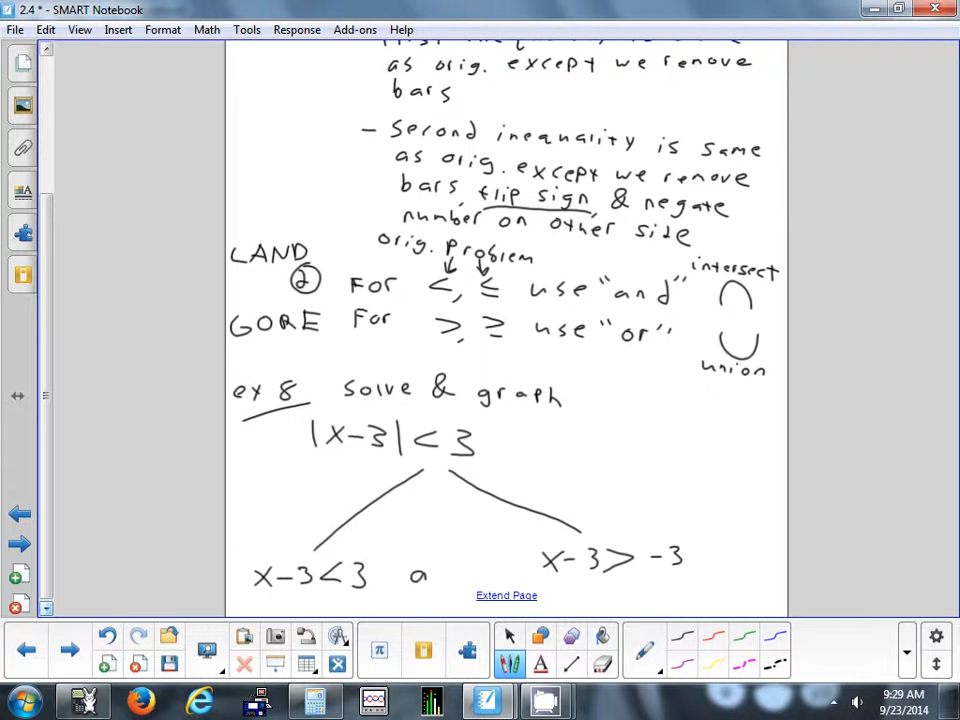 2.4 * - SMART Notebook
File Edit View Insert Format Math Tools Response Add-ons Help
as orig. except we remove
bars
- Second inequality is same
as orig. except we remove
bars, flip sign, & negate
number on other side
orig. problem
LAND
intersect
② For <, ≤ use "and" ∩
GORE For >, ≥ use "or" ∪
union
ex 8 solve & graph
|x-3| < 3
x-3 < 3 a x-3 > -3
Extend Page
9:29 AM
9/23/2014